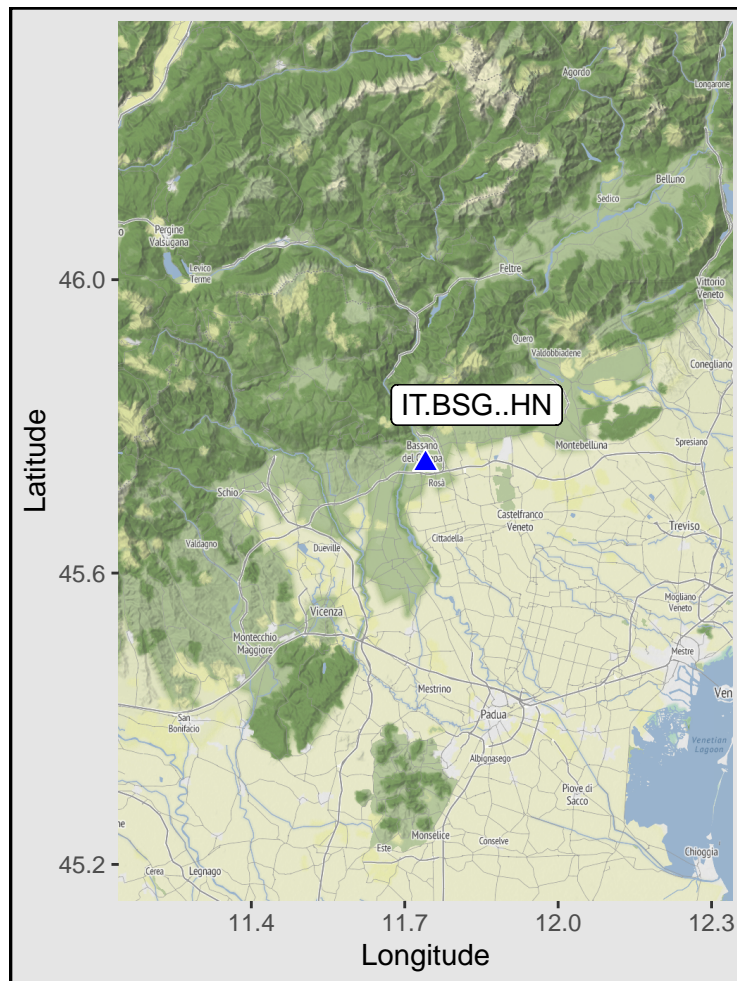 Agordo
Longarone
Belluno
Sedico
Pergine
Valsugana
Levico
Terme
Feltre
46.0
Vittorio
Veneto
Quero
Valdobbiadene
Conegliano
IT.BSG..HN
Bassano
del G pa
Montebelluna
Spresiano
Rosà
Schio
Castelfranco
Veneto
Treviso
Cittadella
Valdagno
Dueville
45.6
Mogliano
Veneto
Vicenza
Montecchio
Maggiore
Mestre
Mestrino
Ven
San
Bonifacio
Padua
Venetian
Lagoon
Albignasego
Piove di
Sacco
Monselice
Conselve
Este
Chioggia
45.2
Cerea
Legnago
11.4
11.7
12.0
12.3
Longitude
Latitude